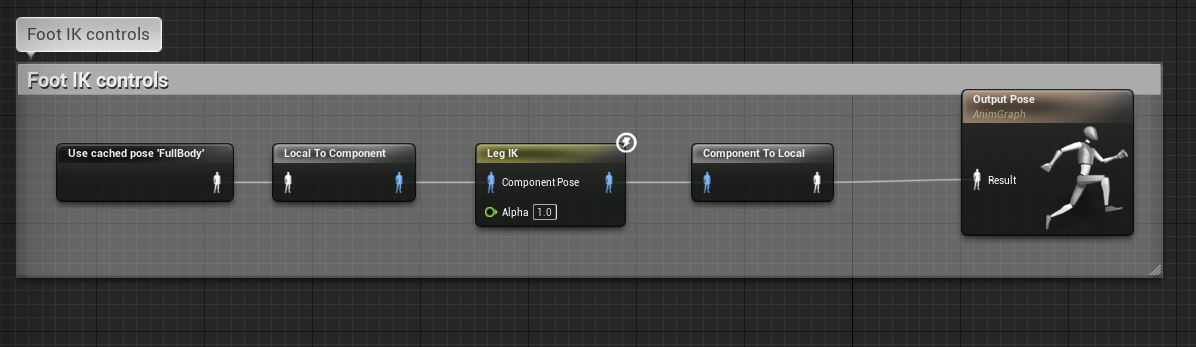 Foot IK controls
Foot IK controls
Use cached pose 'FullBody'
Local To Component
Leg IK
Component Pose
Alpha 1.0
Component To Local
Output Pose
AnimGraph
Result